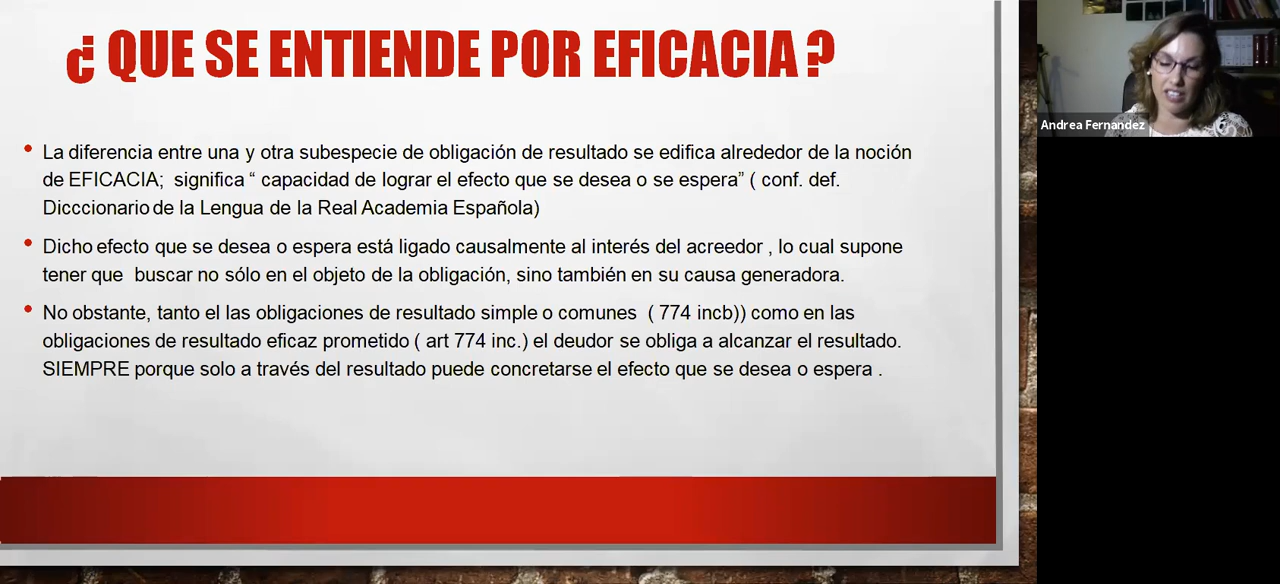 ¿ QUE SE ENTIENDE POR EFICACIA ?
• La diferencia entre una y otra subespecie de obligación de resultado se edifica alrededor de la noción
de EFICACIA; significa “ capacidad de lograr el efecto que se desea o se espera” ( conf. def.
Dicccionario de la Lengua de la Real Academia Española)
• Dicho efecto que se desea o espera está ligado causalmente al interés del acreedor , lo cual supone
tener que buscar no sólo en el objeto de la obligación, sino también en su causa generadora.
• No obstante, tanto el las obligaciones de resultado simple o comunes ( 774 incb)) como en las
obligaciones de resultado eficaz prometido ( art 774 inc.) el deudor se obliga a alcanzar el resultado.
SIEMPRE porque solo a través del resultado puede concretarse el efecto que se desea o espera .
Andrea Fernandez